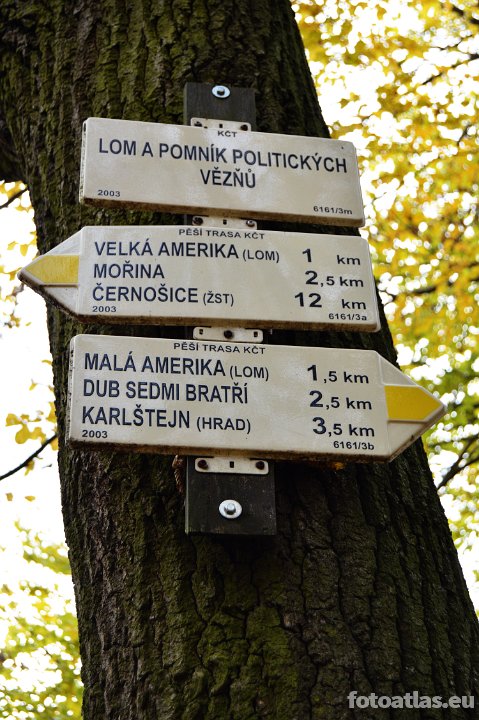 KČT
LOM A POMNÍK POLITICKÝCH
VĚZŇŮ
2003 6161/3m
PĚŠÍ TRASA KČT
VELKÁ AMERIKA (LOM) 1 km
MOŘINA 2,5 km
ČERNOŠICE (ŽST) 12 km
2003 6161/3a
PĚŠÍ TRASA KČT
MALÁ AMERIKA (LOM) 1,5 km
DUB SEDMI BRATŘÍ 2,5 km
KARLŠTEJN (HRAD) 3,5 km
2003 6161/3b
fotoatlas.eu